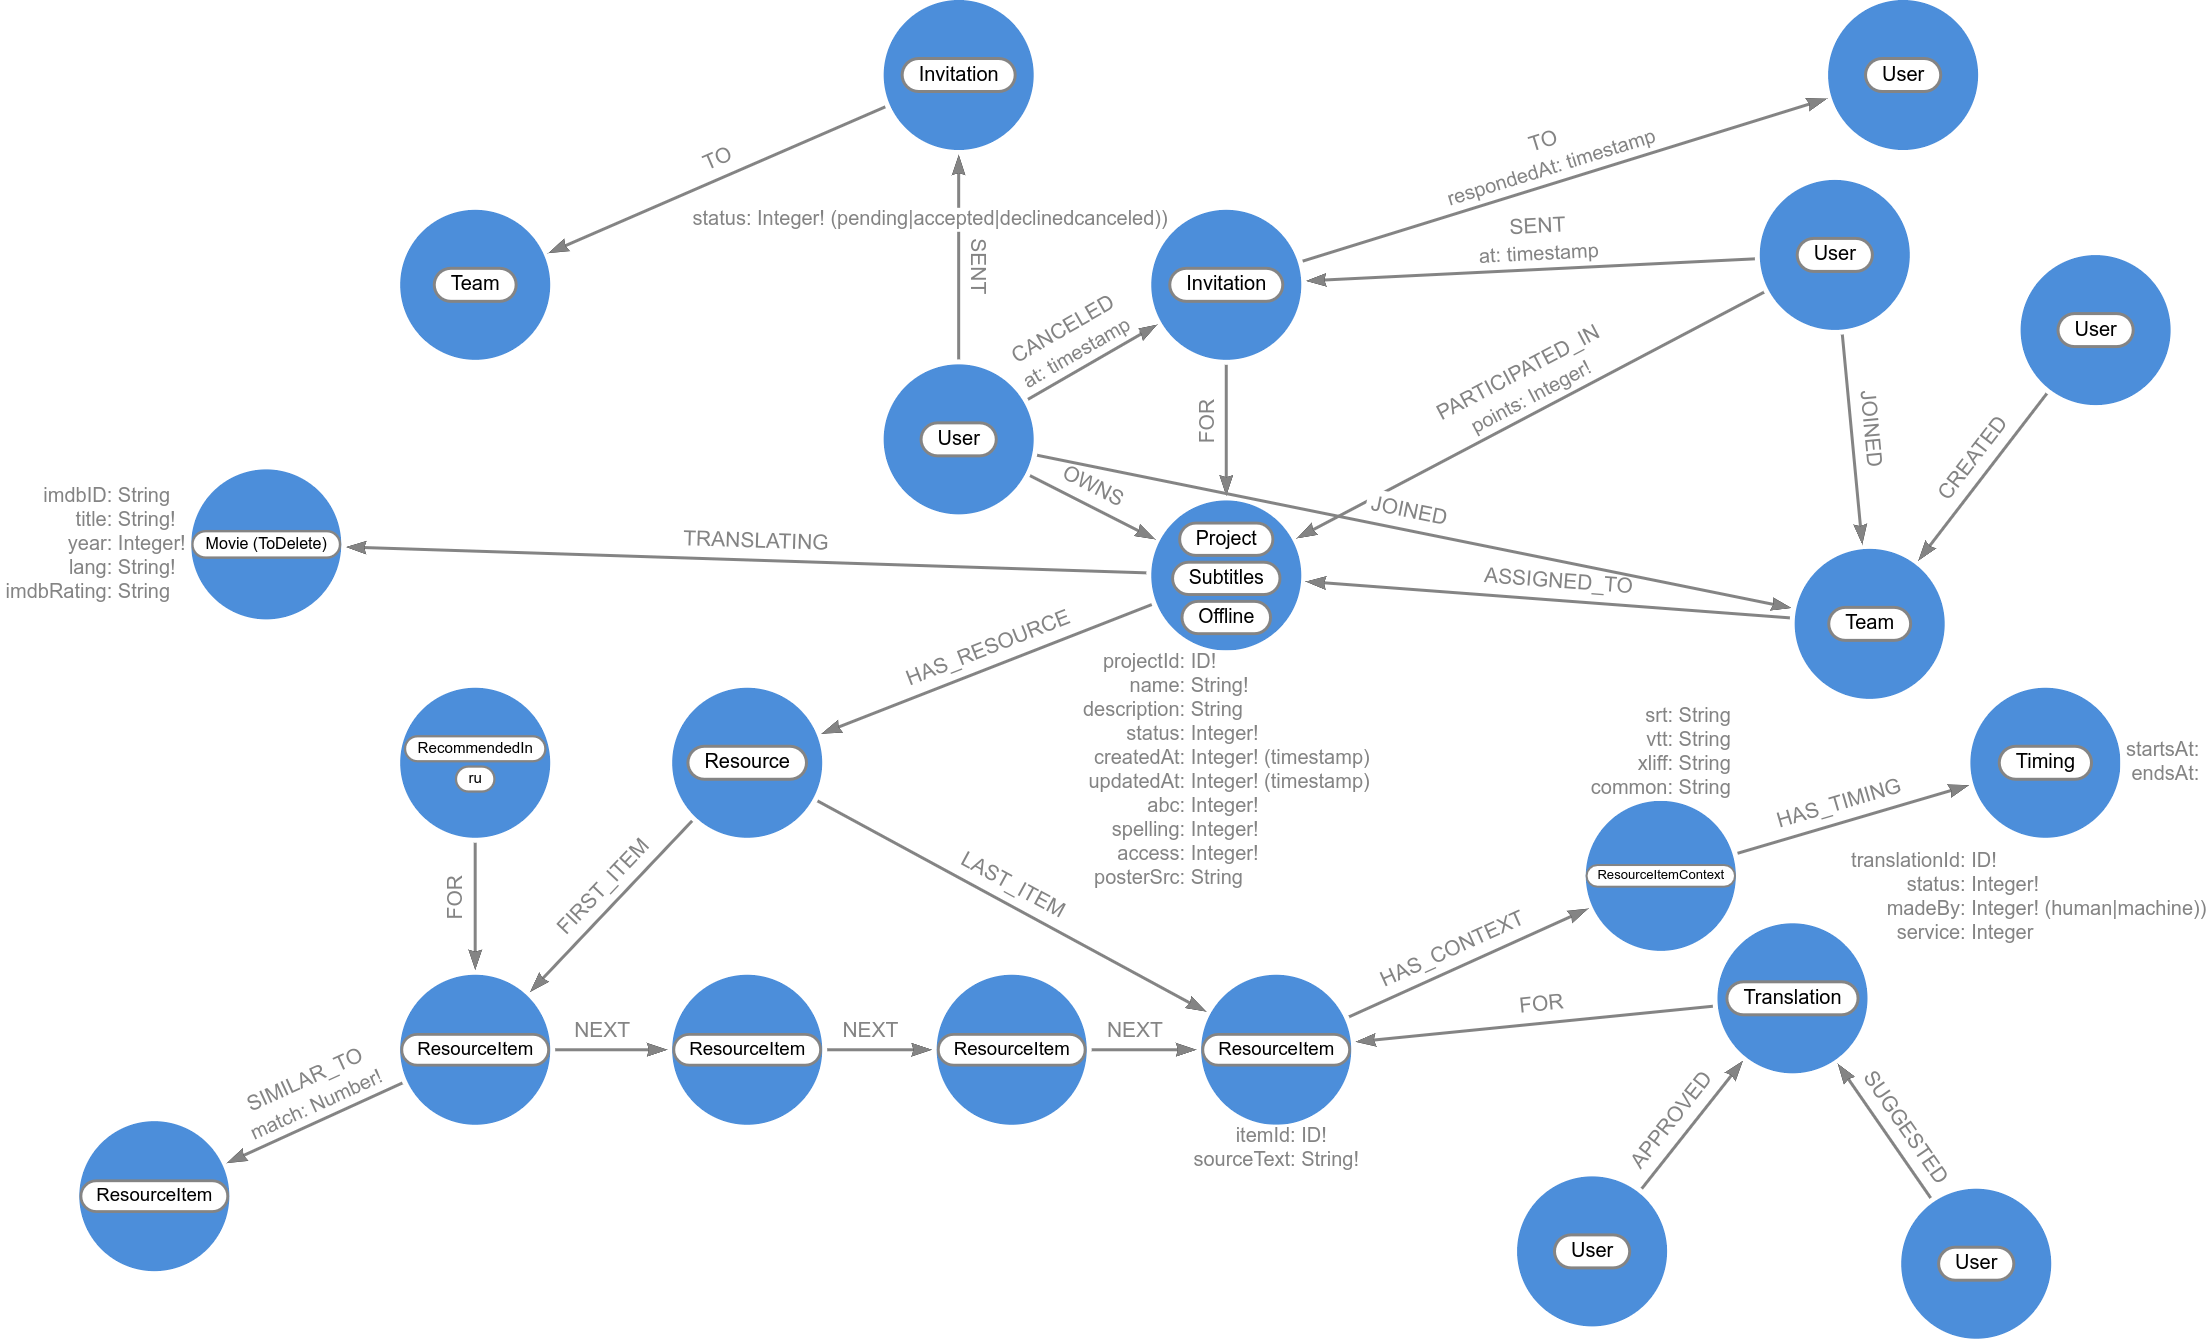 Invitation
User
TO
TO
respondedAt: timestamp
status: Integer! (pending|accepted|declinedcanceled))
SENT
at: timestamp
User
Team
SENT
Invitation
User
CANCELED
at: timestamp
PARTICIPATED_IN
points: Integer!
JOINED
CREATED
FOR
User
OWNS
JOINED
imdbID: String
title: String!
year: Integer!
lang: String!
imdbRating: String
Movie (ToDelete)
TRANSLATING
Project
Subtitles
Offline
ASSIGNED_TO
Team
HAS_RESOURCE
projectId: ID!
name: String!
description: String
status: Integer!
createdAt: Integer! (timestamp)
updatedAt: Integer! (timestamp)
abc: Integer!
spelling: Integer!
access: Integer!
posterSrc: String
RecommendedIn
ru
Resource
srt: String
vtt: String
xliff: String
common: String
Timing
startsAt:
endsAt:
HAS_TIMING
FOR
FIRST_ITEM
LAST_ITEM
ResourceItemContext
translationId: ID!
status: Integer!
madeBy: Integer! (human|machine))
service: Integer
HAS_CONTEXT
Translation
FOR
ResourceItem
NEXT
ResourceItem
NEXT
ResourceItem
NEXT
ResourceItem
SIMILAR_TO
match: Number!
itemId: ID!
sourceText: String!
APPROVED
SUGGESTED
ResourceItem
User
User